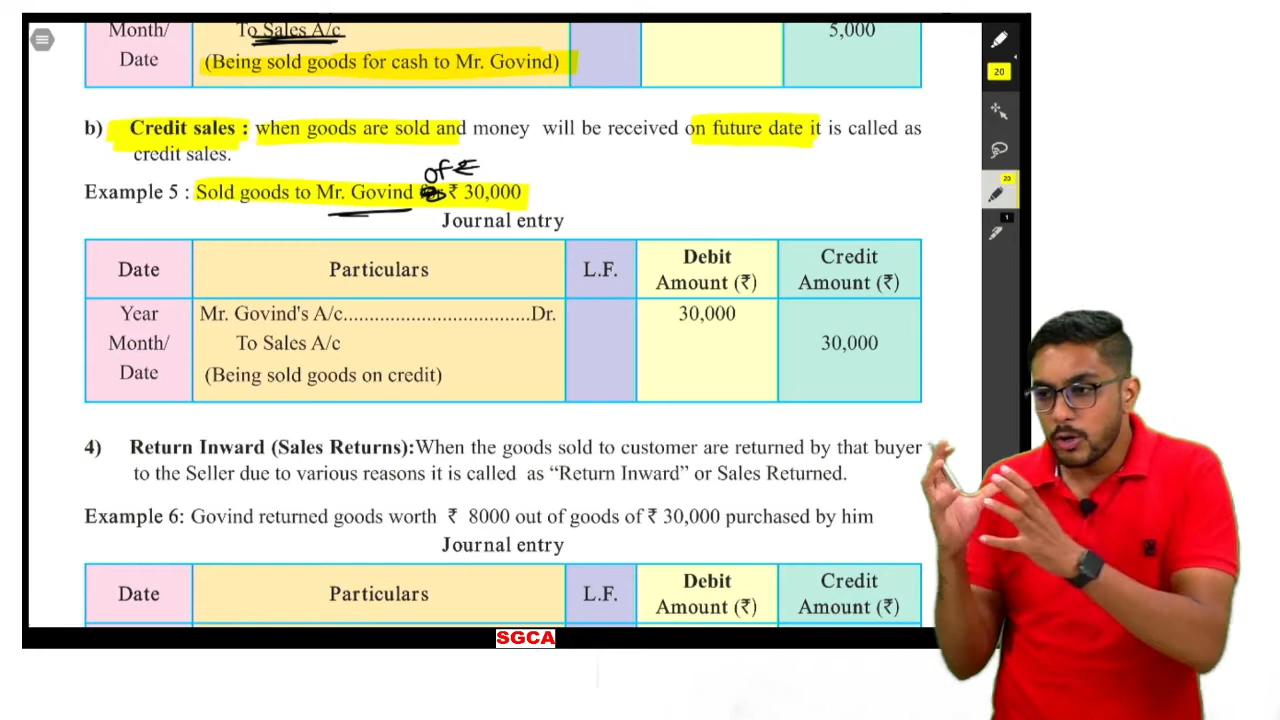 Month/ To Sales A/c 5,000
Date (Being sold goods for cash to Mr. Govind)
20
b) Credit sales : when goods are sold and money will be received on future date it is called as
credit sales.
of ₹
Example 5 : Sold goods to Mr. Govind ₹ 30,000
20
1
Journal entry
Date Particulars L.F. Debit Amount (₹) Credit Amount (₹)
Year Mr. Govind's A/c....................................Dr. 30,000
Month/ To Sales A/c 30,000
Date (Being sold goods on credit)
4) Return Inward (Sales Returns):When the goods sold to customer are returned by that buyer
to the Seller due to various reasons it is called as “Return Inward” or Sales Returned.
Example 6: Govind returned goods worth ₹ 8000 out of goods of ₹ 30,000 purchased by him
Journal entry
Date Particulars L.F. Debit Amount (₹) Credit Amount (₹)
SGCA